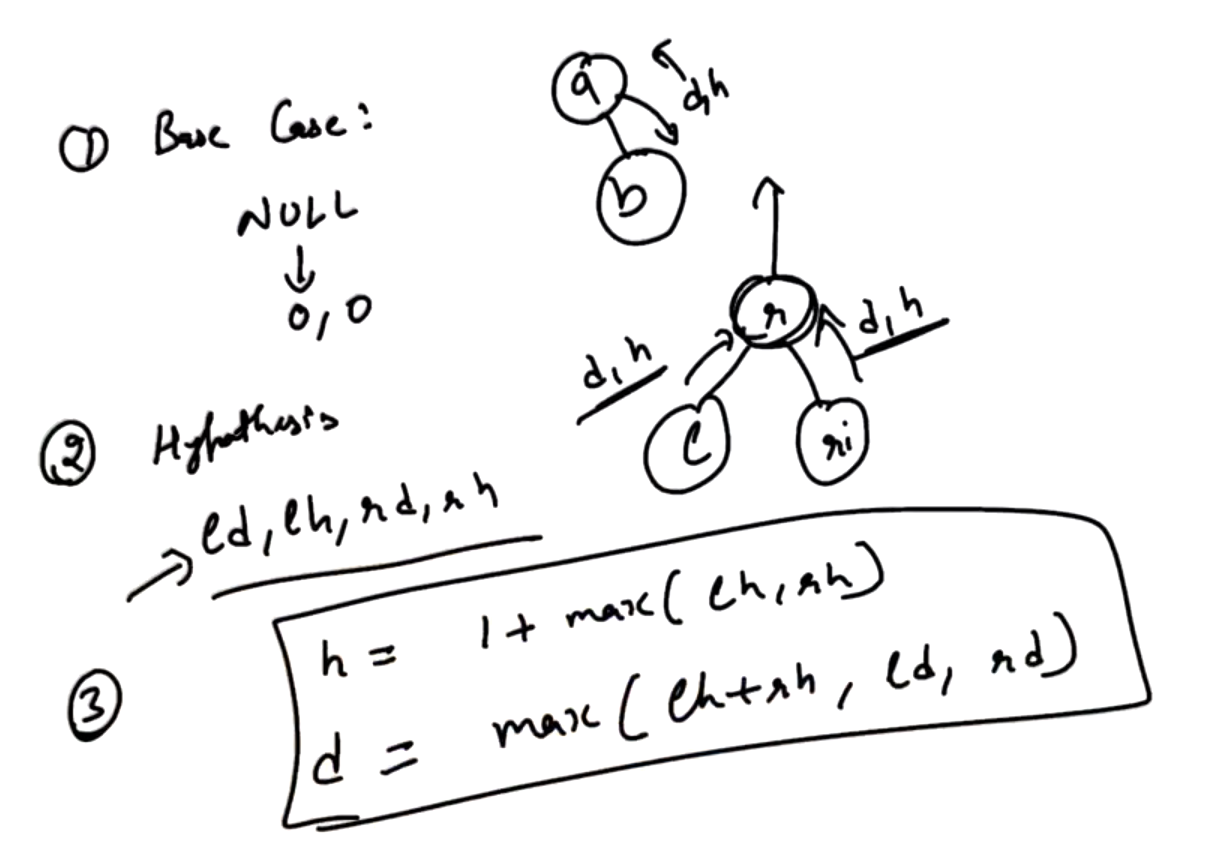 ① Base Case:
NULL
↓
0, 0
a
d,h
b
r
d, h
d, h
l
ri
② Hypothesis
→ ld, lh, rd, rh
③
h = 1 + max( lh, rh)
d = max ( lh+rh , ld, rd)